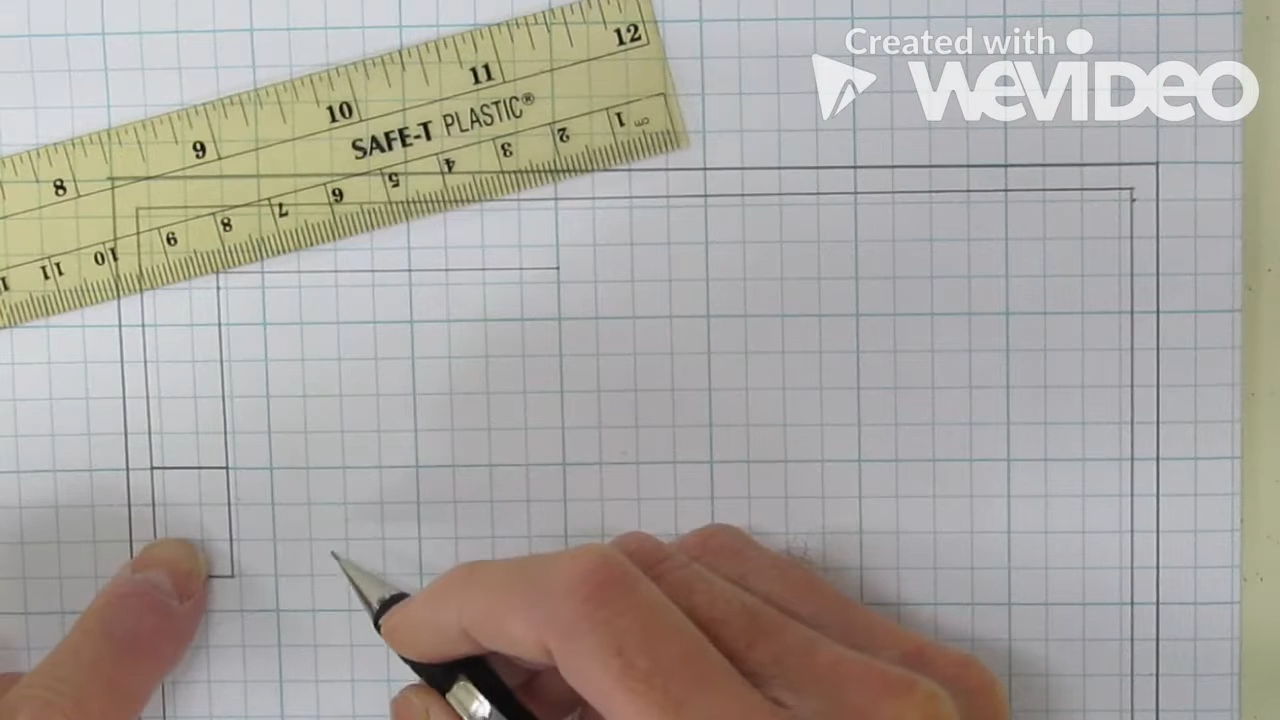 Created with
WEVIDEO
8 9 10 11 12
SAFE-T PLASTIC®
11 10 9 8 7 6 5 4 3 2 1 cm